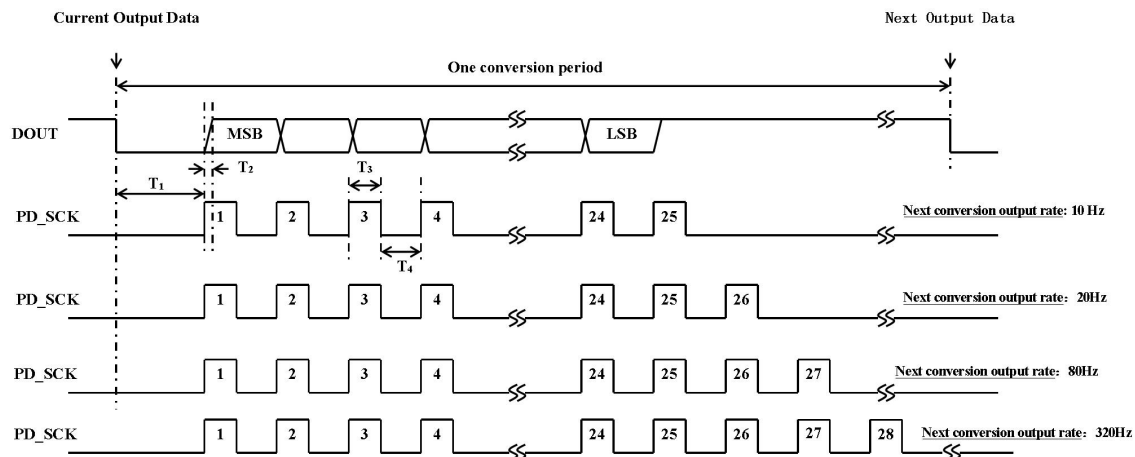 Current Output Data
Next Output Data
One conversion period
DOUT
MSB
LSB
T₂
T₃
T₁
PD_SCK
1
2
3
4
24
25
Next conversion output rate: 10 Hz
T₄
PD_SCK
1
2
3
4
24
25
26
Next conversion output rate: 20Hz
PD_SCK
1
2
3
4
24
25
26
27
Next conversion output rate: 80Hz
PD_SCK
1
2
3
4
24
25
26
27
28
Next conversion output rate: 320Hz